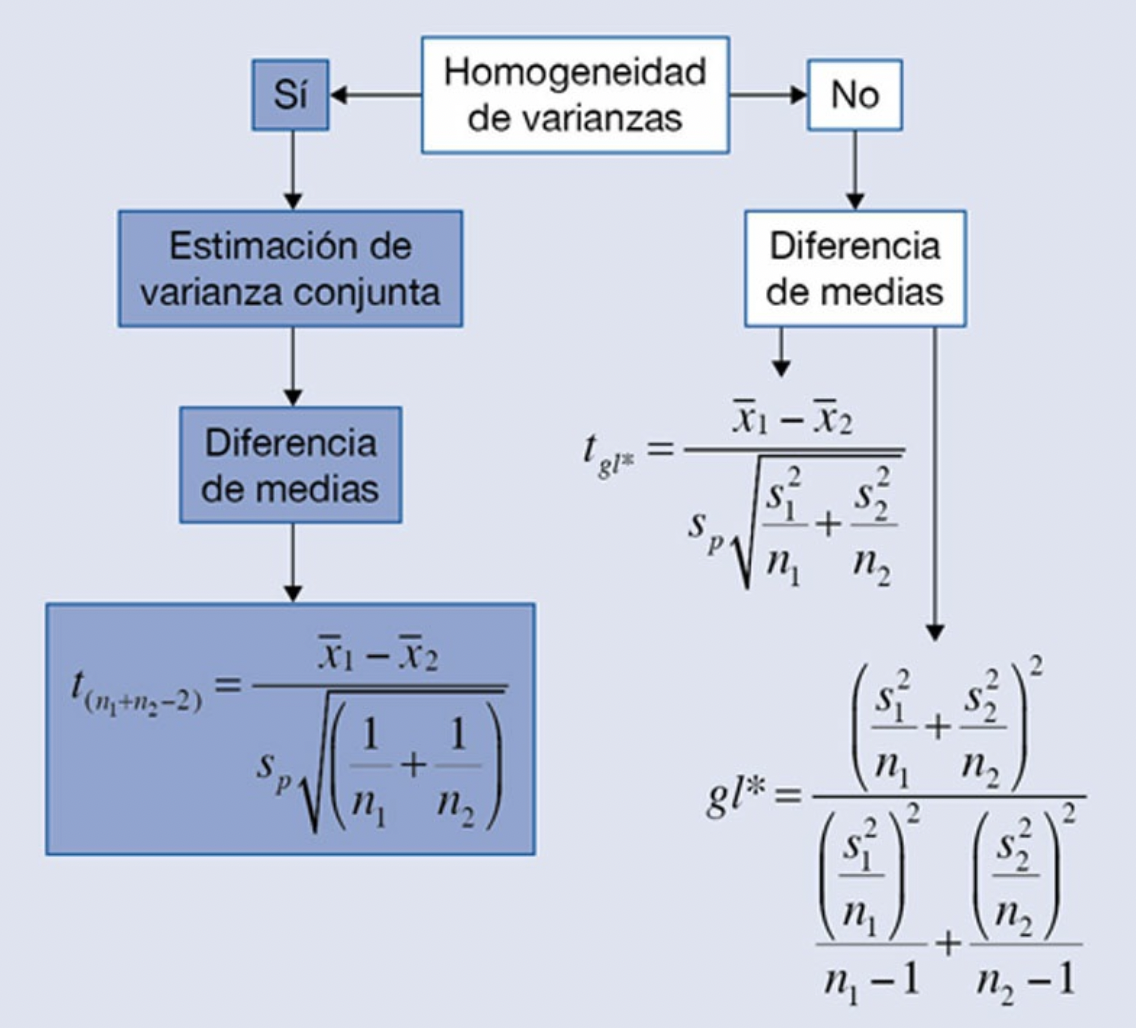 Homogeneidad
de varianzas
Sí
No
Estimación de
varianza conjunta
Diferencia
de medias
t_(n₁+n₂−2) = (x̄₁ − x̄₂) / (s_p √(1/n₁ + 1/n₂))
Diferencia
de medias
t_gl* = (x̄₁ − x̄₂) / (s_p √(s₁²/n₁ + s₂²/n₂))
gl* = (s₁²/n₁ + s₂²/n₂)² / ((s₁²/n₁)²/(n₁ − 1) + (s₂²/n₂)²/(n₂ − 1))